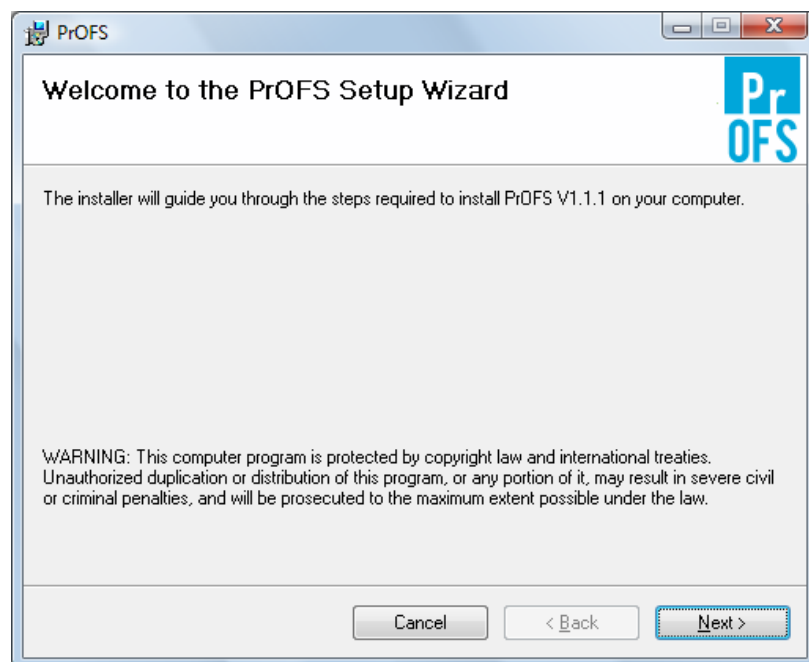 PrOFS
Welcome to the PrOFS Setup Wizard
Pr
OFS
The installer will guide you through the steps required to install PrOFS V1.1.1 on your computer.
WARNING: This computer program is protected by copyright law and international treaties.
Unauthorized duplication or distribution of this program, or any portion of it, may result in severe civil
or criminal penalties, and will be prosecuted to the maximum extent possible under the law.
Cancel
< Back
Next >